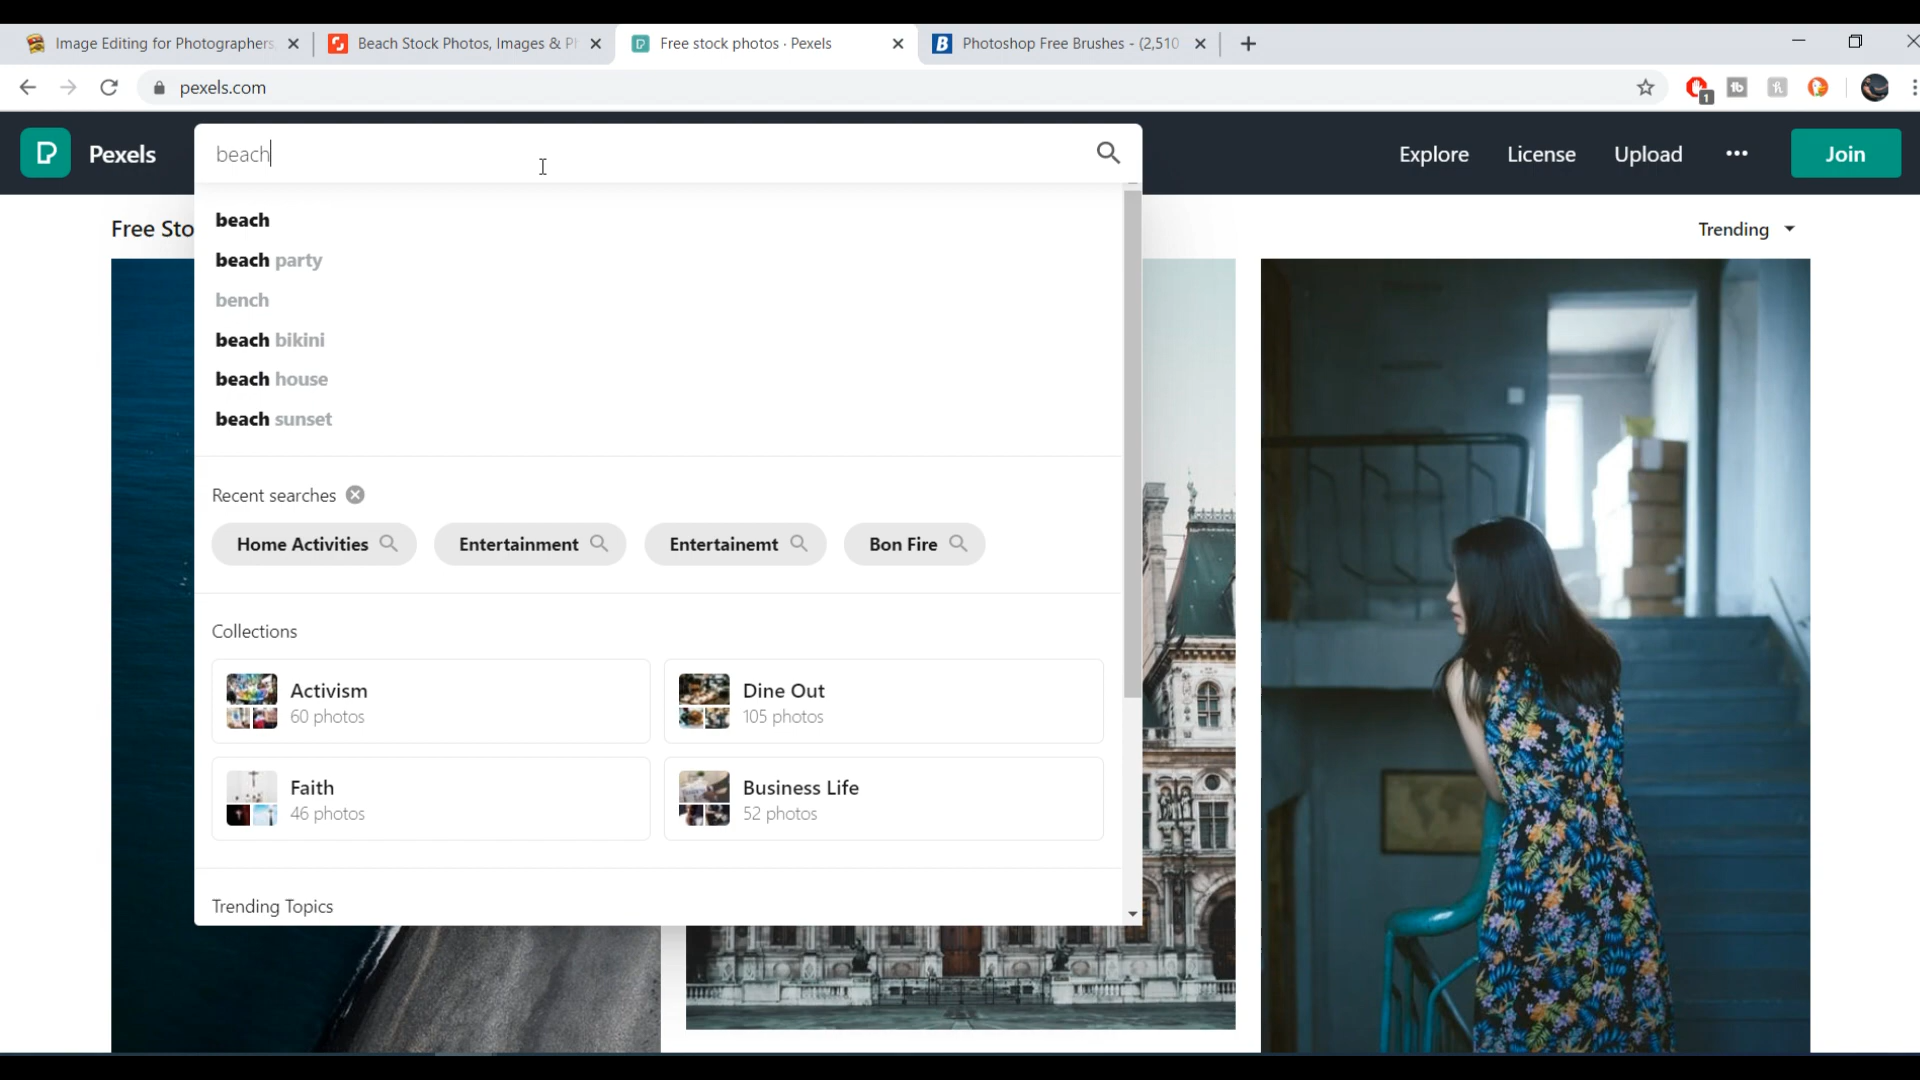 Image Editing for Photographers,
Beach Stock Photos, Images & P
Free stock photos · Pexels
Photoshop Free Brushes - (2,510
pexels.com
1
Pexels
beach
Explore
License
Upload
Join
Free Sto
Trending
beach
beach party
bench
beach bikini
beach house
beach sunset
Recent searches
Home Activities
Entertainment
Entertainemt
Bon Fire
Collections
Activism
60 photos
Dine Out
105 photos
Faith
46 photos
Business Life
52 photos
Trending Topics